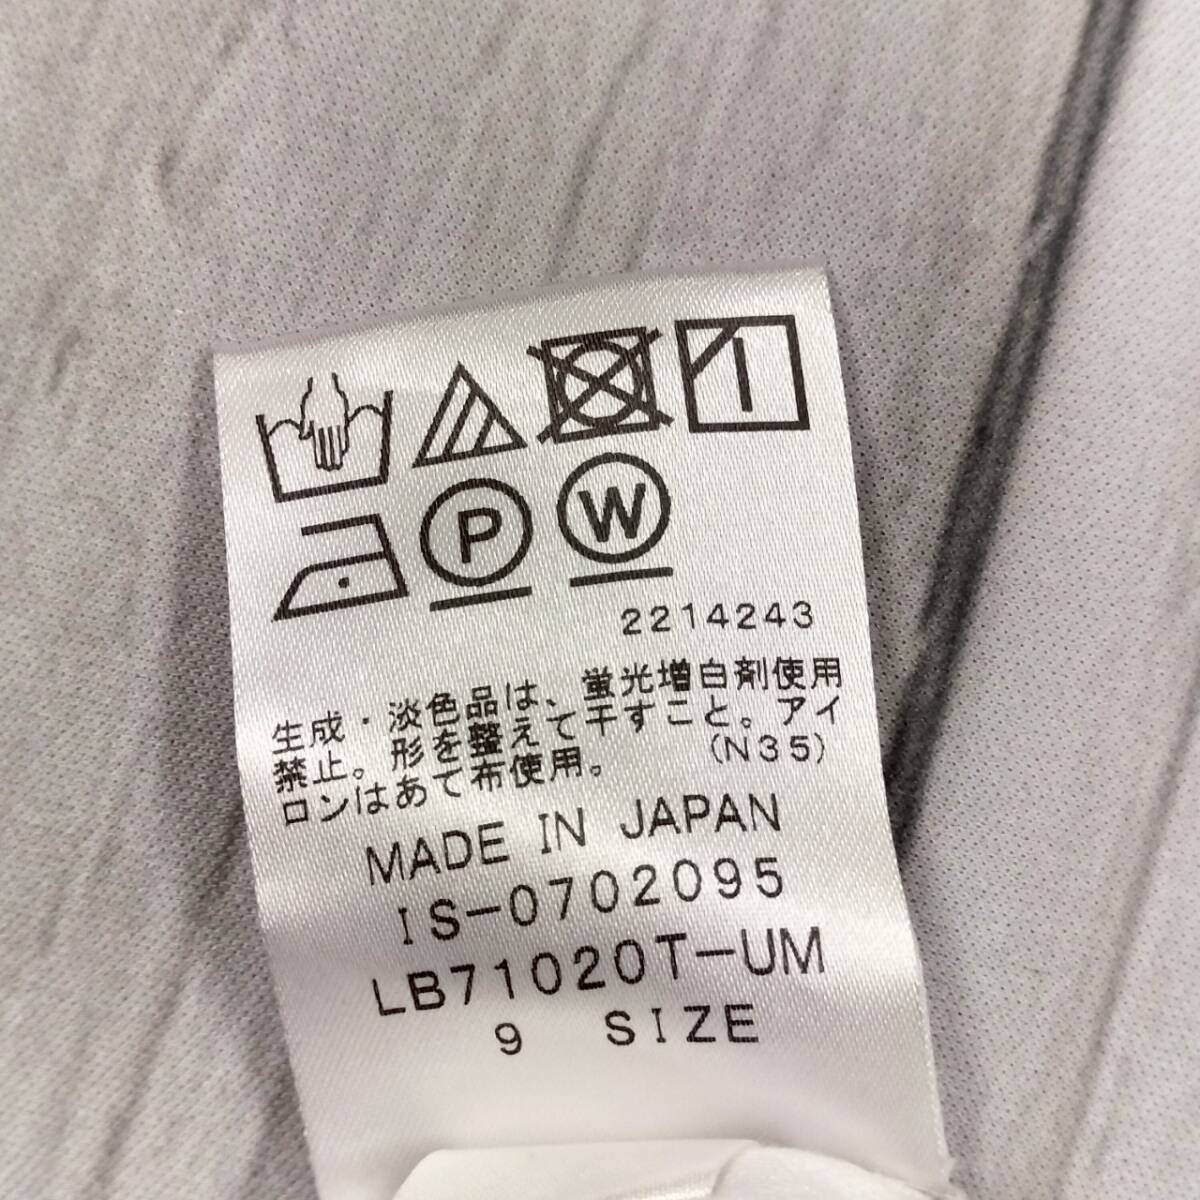 P W
2214243
生成・淡色品は、蛍光増白剤使用
禁止。形を整えて干すこと。アイ
ロンはあて布使用。 (N35)
MADE IN JAPAN
IS-0702095
LB71020T-UM
9 SIZE